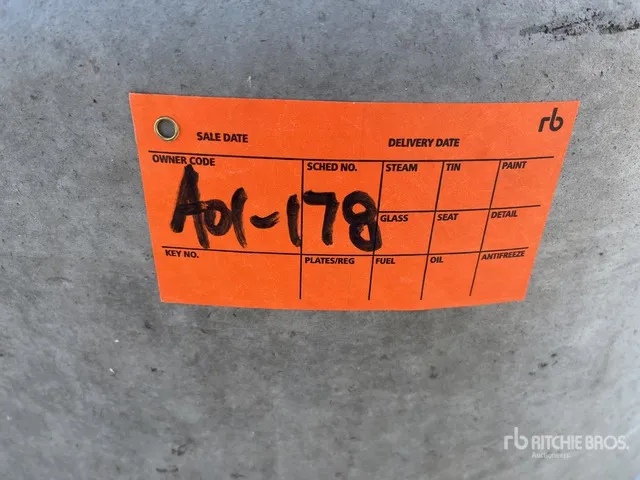 rb
SALE DATE DELIVERY DATE
OWNER CODE SCHED NO. STEAM TIN PAINT
A01-178
GLASS SEAT DETAIL
KEY NO. PLATES/REG FUEL OIL ANTIFREEZE
rb RITCHIE BROS.
Auctioneers